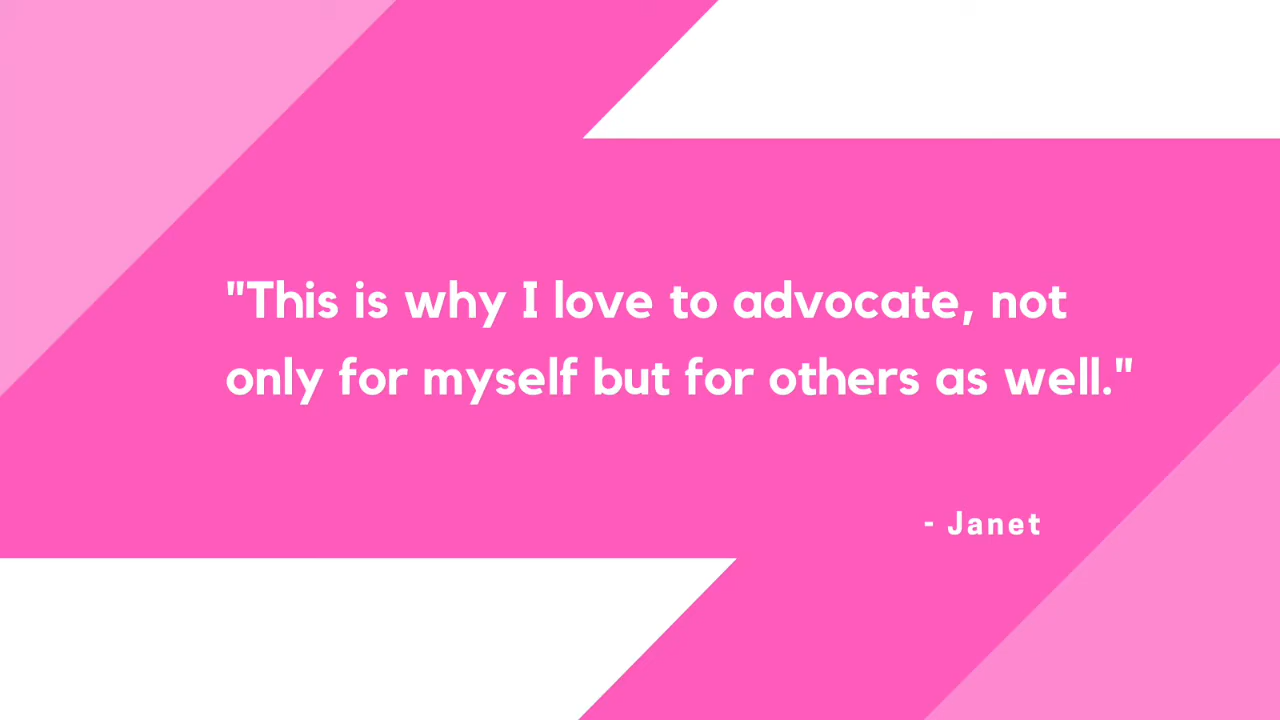 "This is why I love to advocate, not
only for myself but for others as well."
- Janet